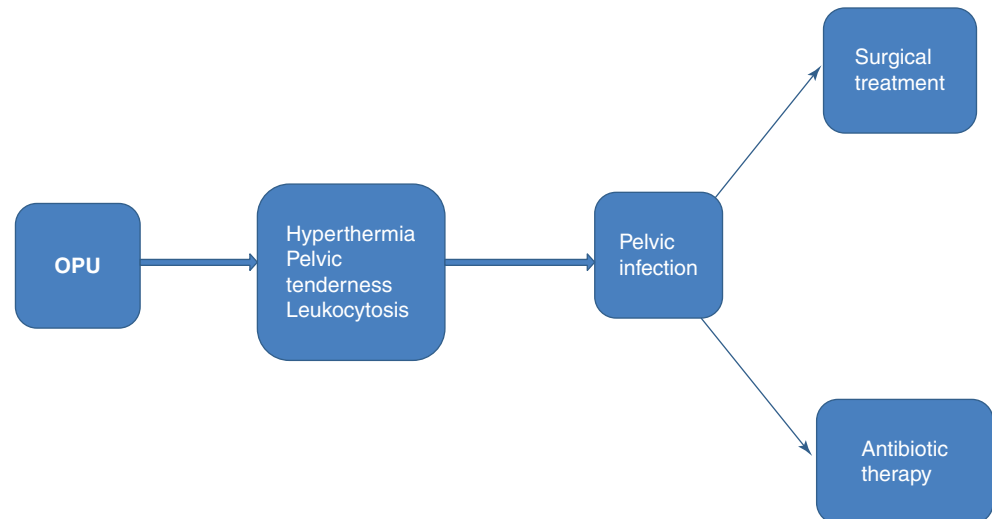 Surgical
treatment
OPU
Hyperthermia
Pelvic
tenderness
Leukocytosis
Pelvic
infection
Antibiotic
therapy